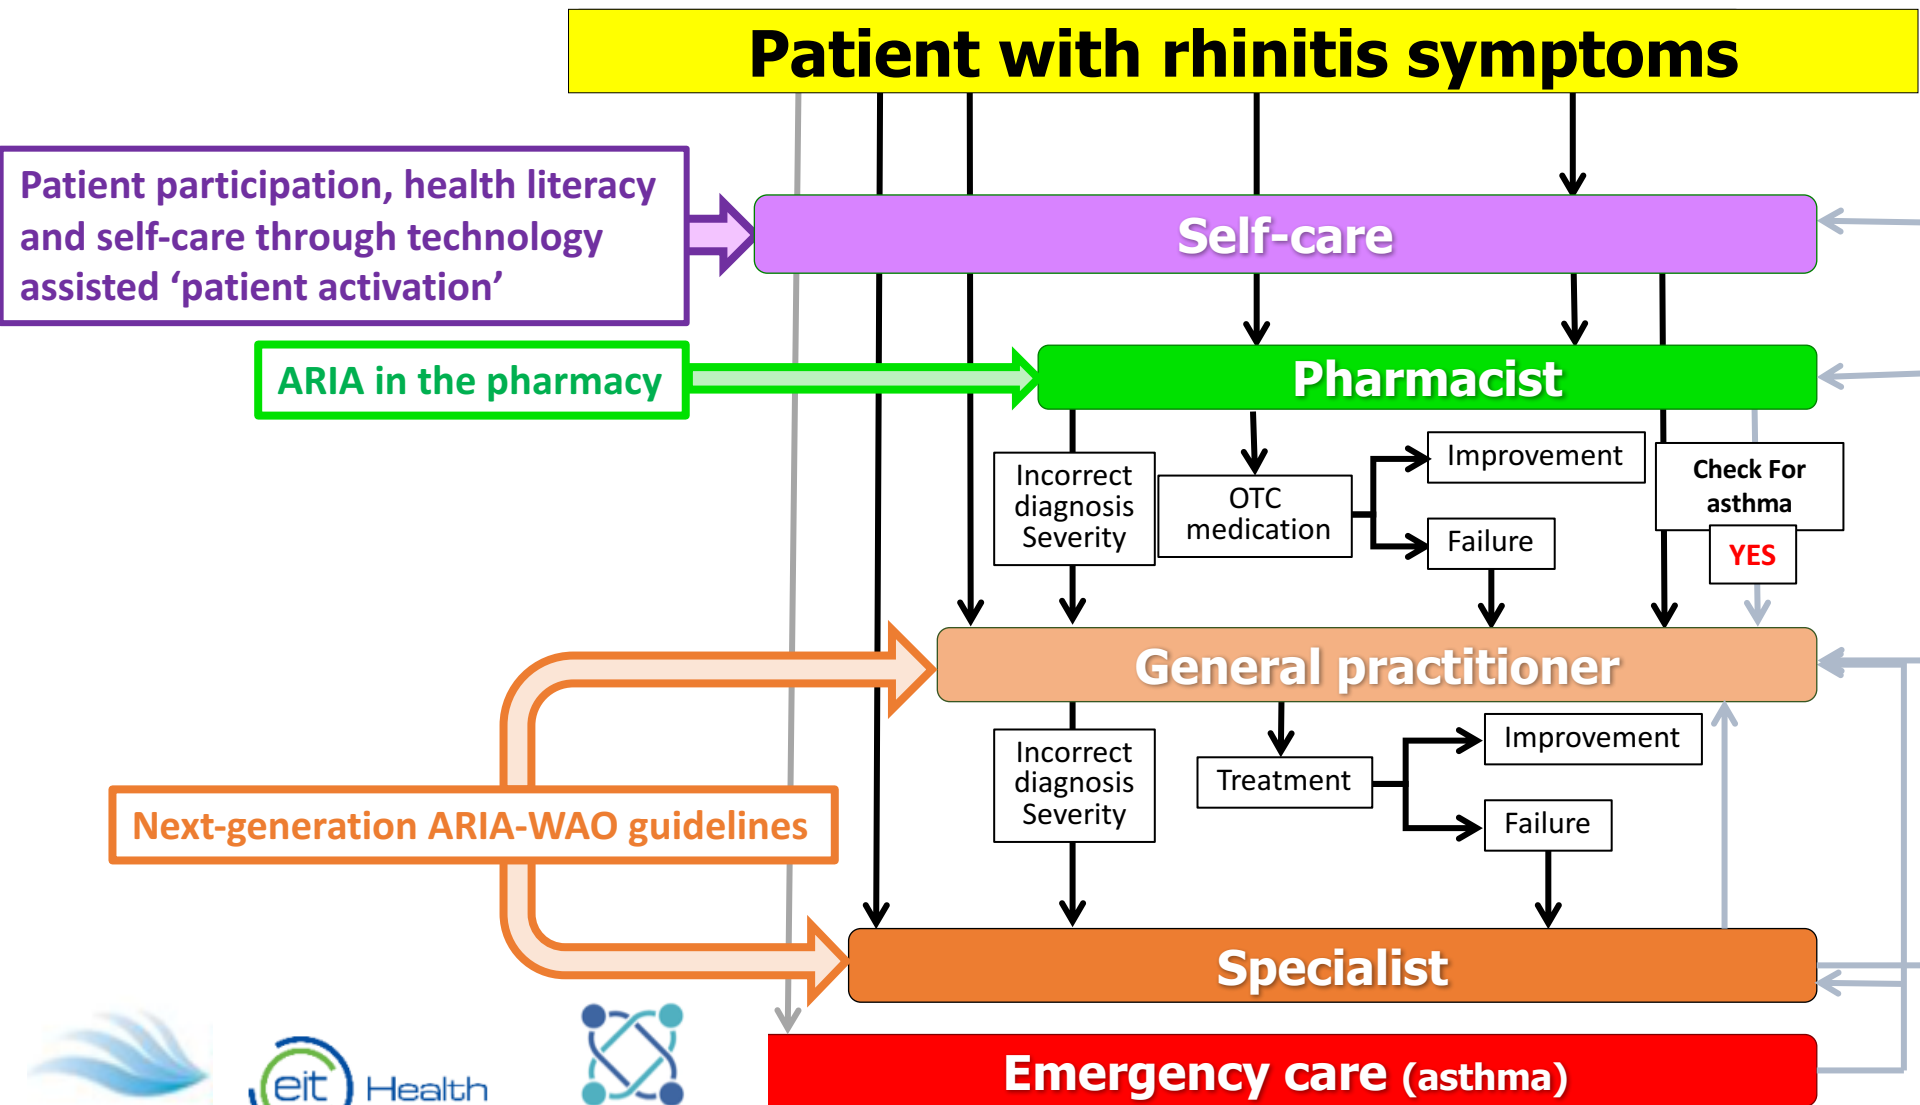 Patient with rhinitis symptoms
Patient participation, health literacy
and self-care through technology
assisted ‘patient activation’
Self-care
ARIA in the pharmacy
Pharmacist
Incorrect
diagnosis
Severity
OTC
medication
Improvement
Failure
Check For
asthma
YES
General practitioner
Incorrect
diagnosis
Severity
Treatment
Improvement
Failure
Next-generation ARIA-WAO guidelines
Specialist
Emergency care (asthma)
eit Health